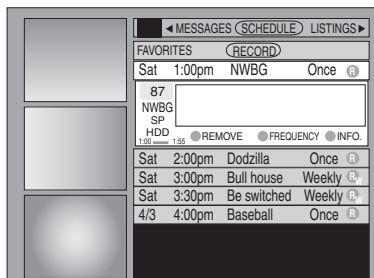 ◀MESSAGES SCHEDULE LISTINGS▶
FAVORITES RECORD
Sat 1:00pm NWBG Once R
87
NWBG
SP
HDD
1:00 1:55 REMOVE FREQUENCY INFO.
Sat 2:00pm Dodzilla Once R
Sat 3:00pm Bull house Weekly RW
Sat 3:30pm Be switched Weekly RW
4/3 4:00pm Baseball Once R